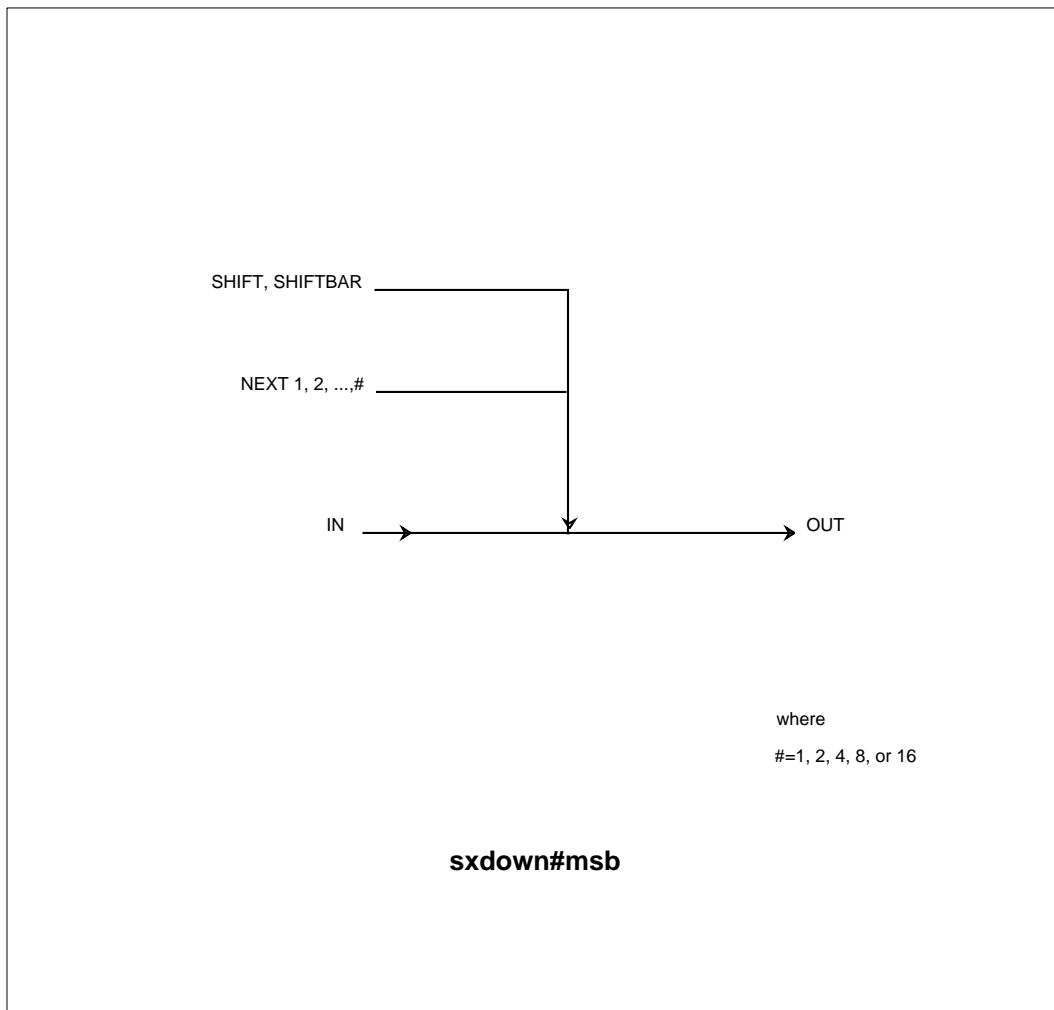 SHIFT, SHIFTBAR
NEXT 1, 2, ...,#
IN
OUT
where
#=1, 2, 4, 8, or 16
sxdown#msb